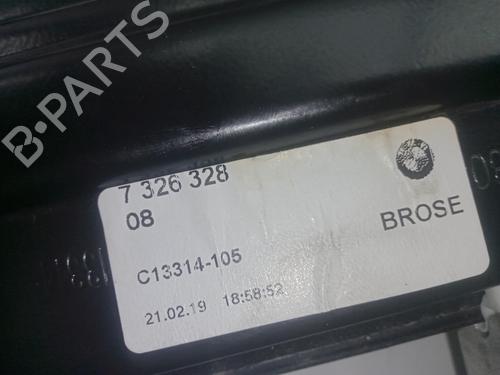 B-PARTS
7 326 328
08
BROSE
C13314-105
21.02.19 18:58:52